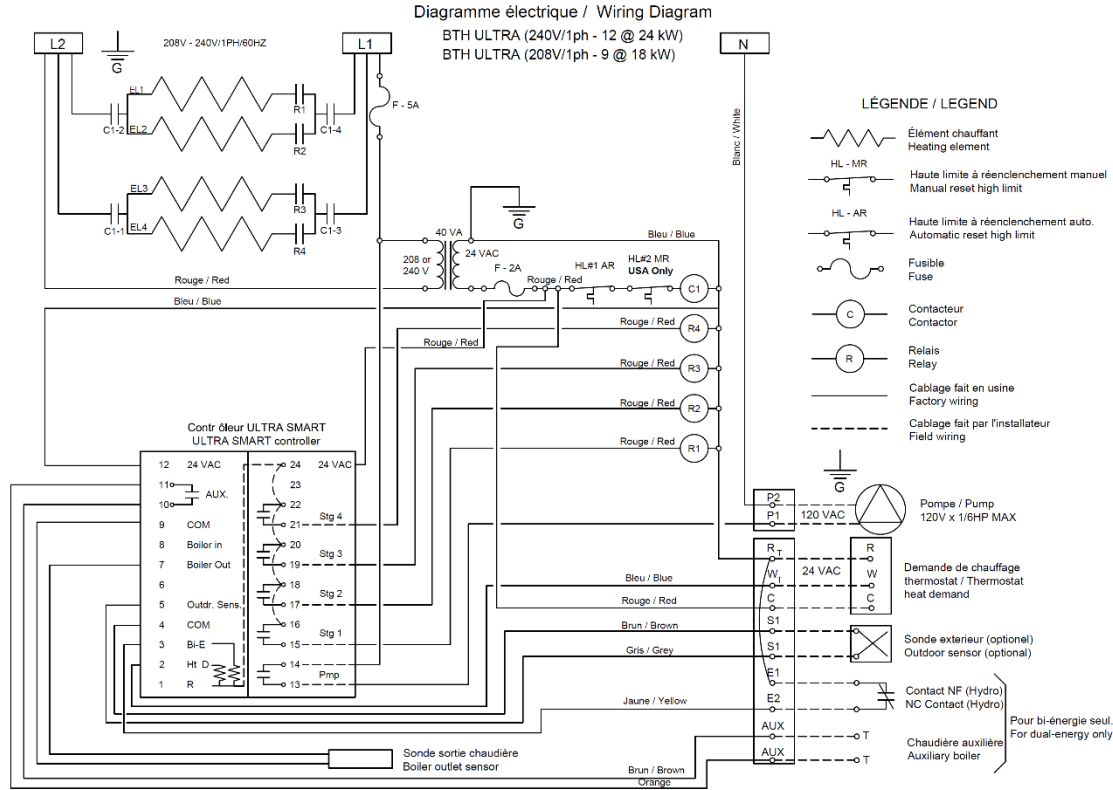 Diagramme électrique / Wiring Diagram
BTH ULTRA (240V/1ph - 12 @ 24 kW)
BTH ULTRA (208V/1ph - 9 @ 18 kW)
L2
G
208V - 240V/1PH/60HZ
L1
N
EL1
R1
F - 5A
C1-2
EL2
C1-4
R2
EL3
R3
C1-1
EL4
C1-3
R4
Blanc / White
G
40 VA
208 or
240 V
24 VAC
Bleu / Blue
F - 2A
Rouge / Red
HL#1 AR
HL#2 MR
USA Only
C1
Rouge / Red
Bleu / Blue
Rouge / Red
Rouge / Red
R4
Rouge / Red
R3
Rouge / Red
R2
Rouge / Red
R1
LÉGENDE / LEGEND
Élément chauffant
Heating element
HL - MR
Haute limite à réenclenchement manuel
Manual reset high limit
HL - AR
Haute limite à réenclenchement auto.
Automatic reset high limit
Fusible
Fuse
C
Contacteur
Contactor
R
Relais
Relay
Cablage fait en usine
Factory wiring
Cablage fait par l'installateur
Field wiring
Contr ôleur ULTRA SMART
ULTRA SMART controller
12 24 VAC
11
AUX.
10
9 COM
8 Boilor in
7 Boiler Out
6
5 Outdr. Sens.
4 COM
3 Bi-E
2 Ht D
1 R
24 24 VAC
23
22
21 Stg 4
20
19 Stg 3
18
17 Stg 2
16
15 Stg 1
14
13 Pmp
G
P2
P1
120 VAC
Pompe / Pump
120V x 1/6HP MAX
RT
24 VAC
R
WT
W
C
C
Demande de chauffage
thermostat / Thermostat
heat demand
Bleu / Blue
Rouge / Red
Brun / Brown
S1
Gris / Grey
S1
Sonde exterieur (optionel)
Outdoor sensor (optional)
E1
Jaune / Yellow
E2
Contact NF (Hydro)
NC Contact (Hydro)
AUX
T
AUX
T
Chaudière auxilière
Auxiliary boiler
Pour bi-énergie seul.
For dual-energy only
Sonde sortie chaudière
Boiler outlet sensor
Brun / Brown
Orange